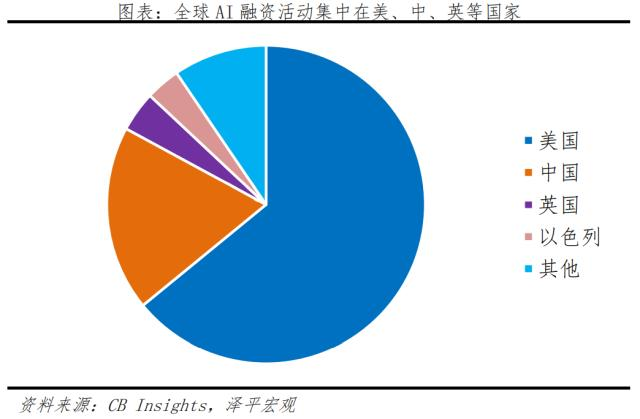 图表：全球 AI 融资活动集中在美、中、英等国家
美国
中国
英国
以色列
其他
资料来源：CB Insights，泽平宏观